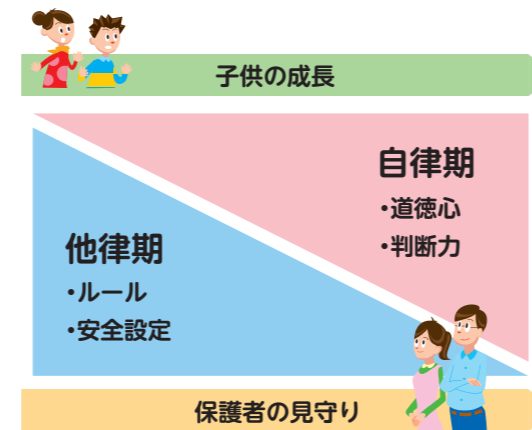 子供の成長
自律期
・道徳心
・判断力
他律期
・ルール
・安全設定
保護者の見守り